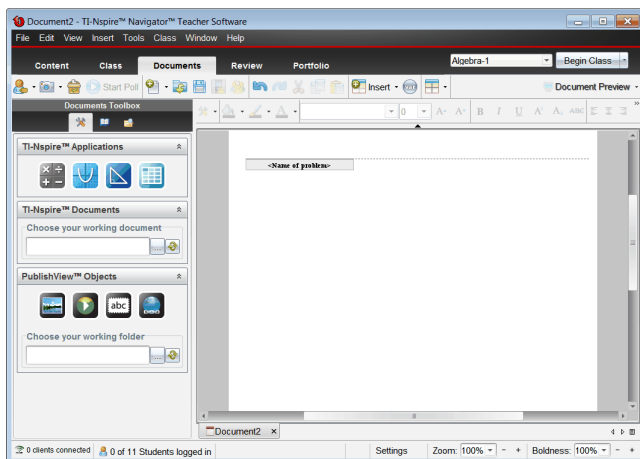 Document2 - TI-Nspire™ Navigator™ Teacher Software
File Edit View Insert Tools Class Window Help
Content Class Documents Review Portfolio Algebra-1 Begin Class
Start Poll Insert Document Preview
Documents Toolbox
0 A+ A- B I U A' A, ABC
TI-Nspire™ Applications
<Name of problem>
TI-Nspire™ Documents
Choose your working document
...
PublishView™ Objects
abc
Choose your working folder
...
Document2 ×
0 clients connected 0 of 11 Students logged in Settings Zoom: 100% - + Boldness: 100% - +